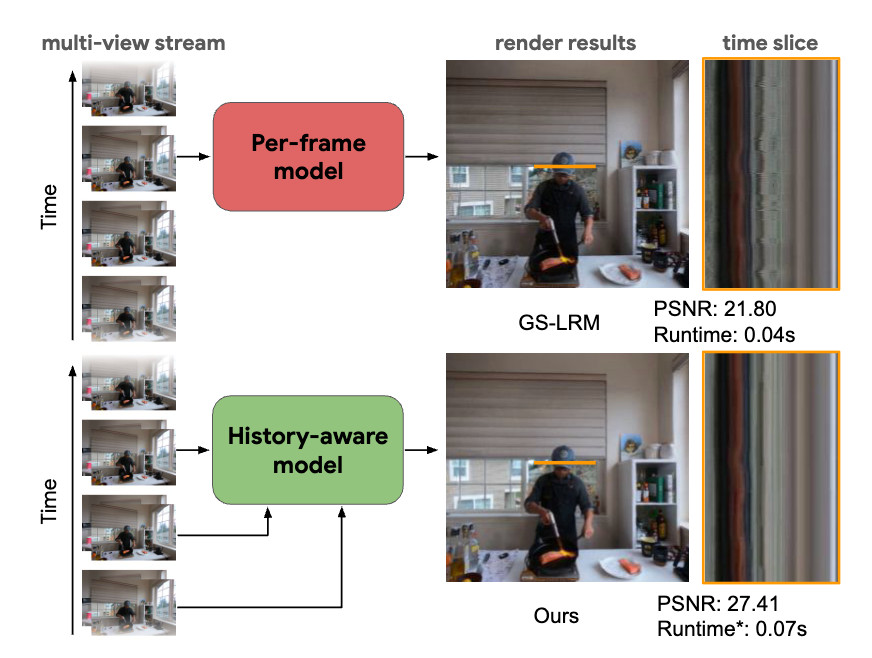 multi-view stream
render results
time slice
Time
Per-frame
model
GS-LRM
PSNR: 21.80
Runtime: 0.04s
Time
History-aware
model
Ours
PSNR: 27.41
Runtime*: 0.07s